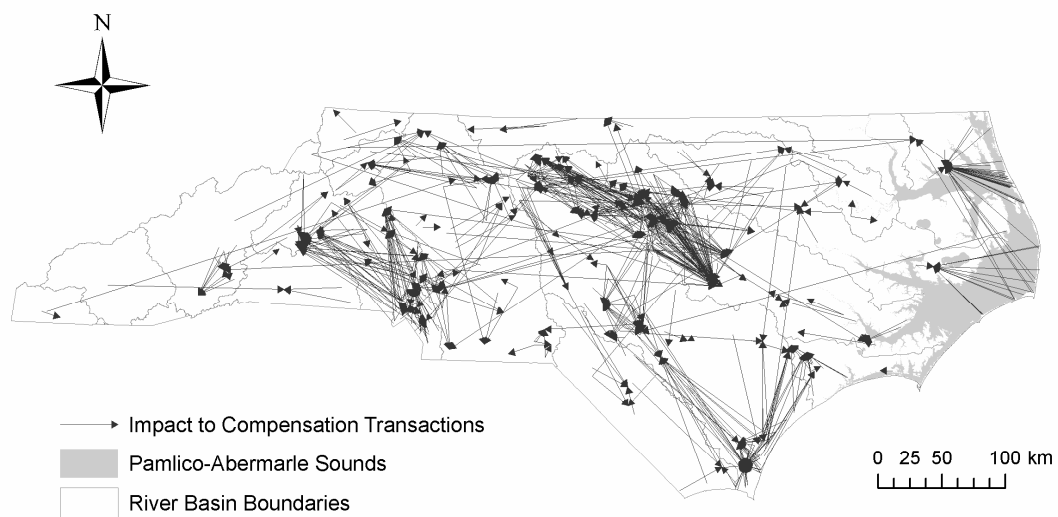 N
Impact to Compensation Transactions
Pamlico-Abermarle Sounds
River Basin Boundaries
0 25 50 100 km